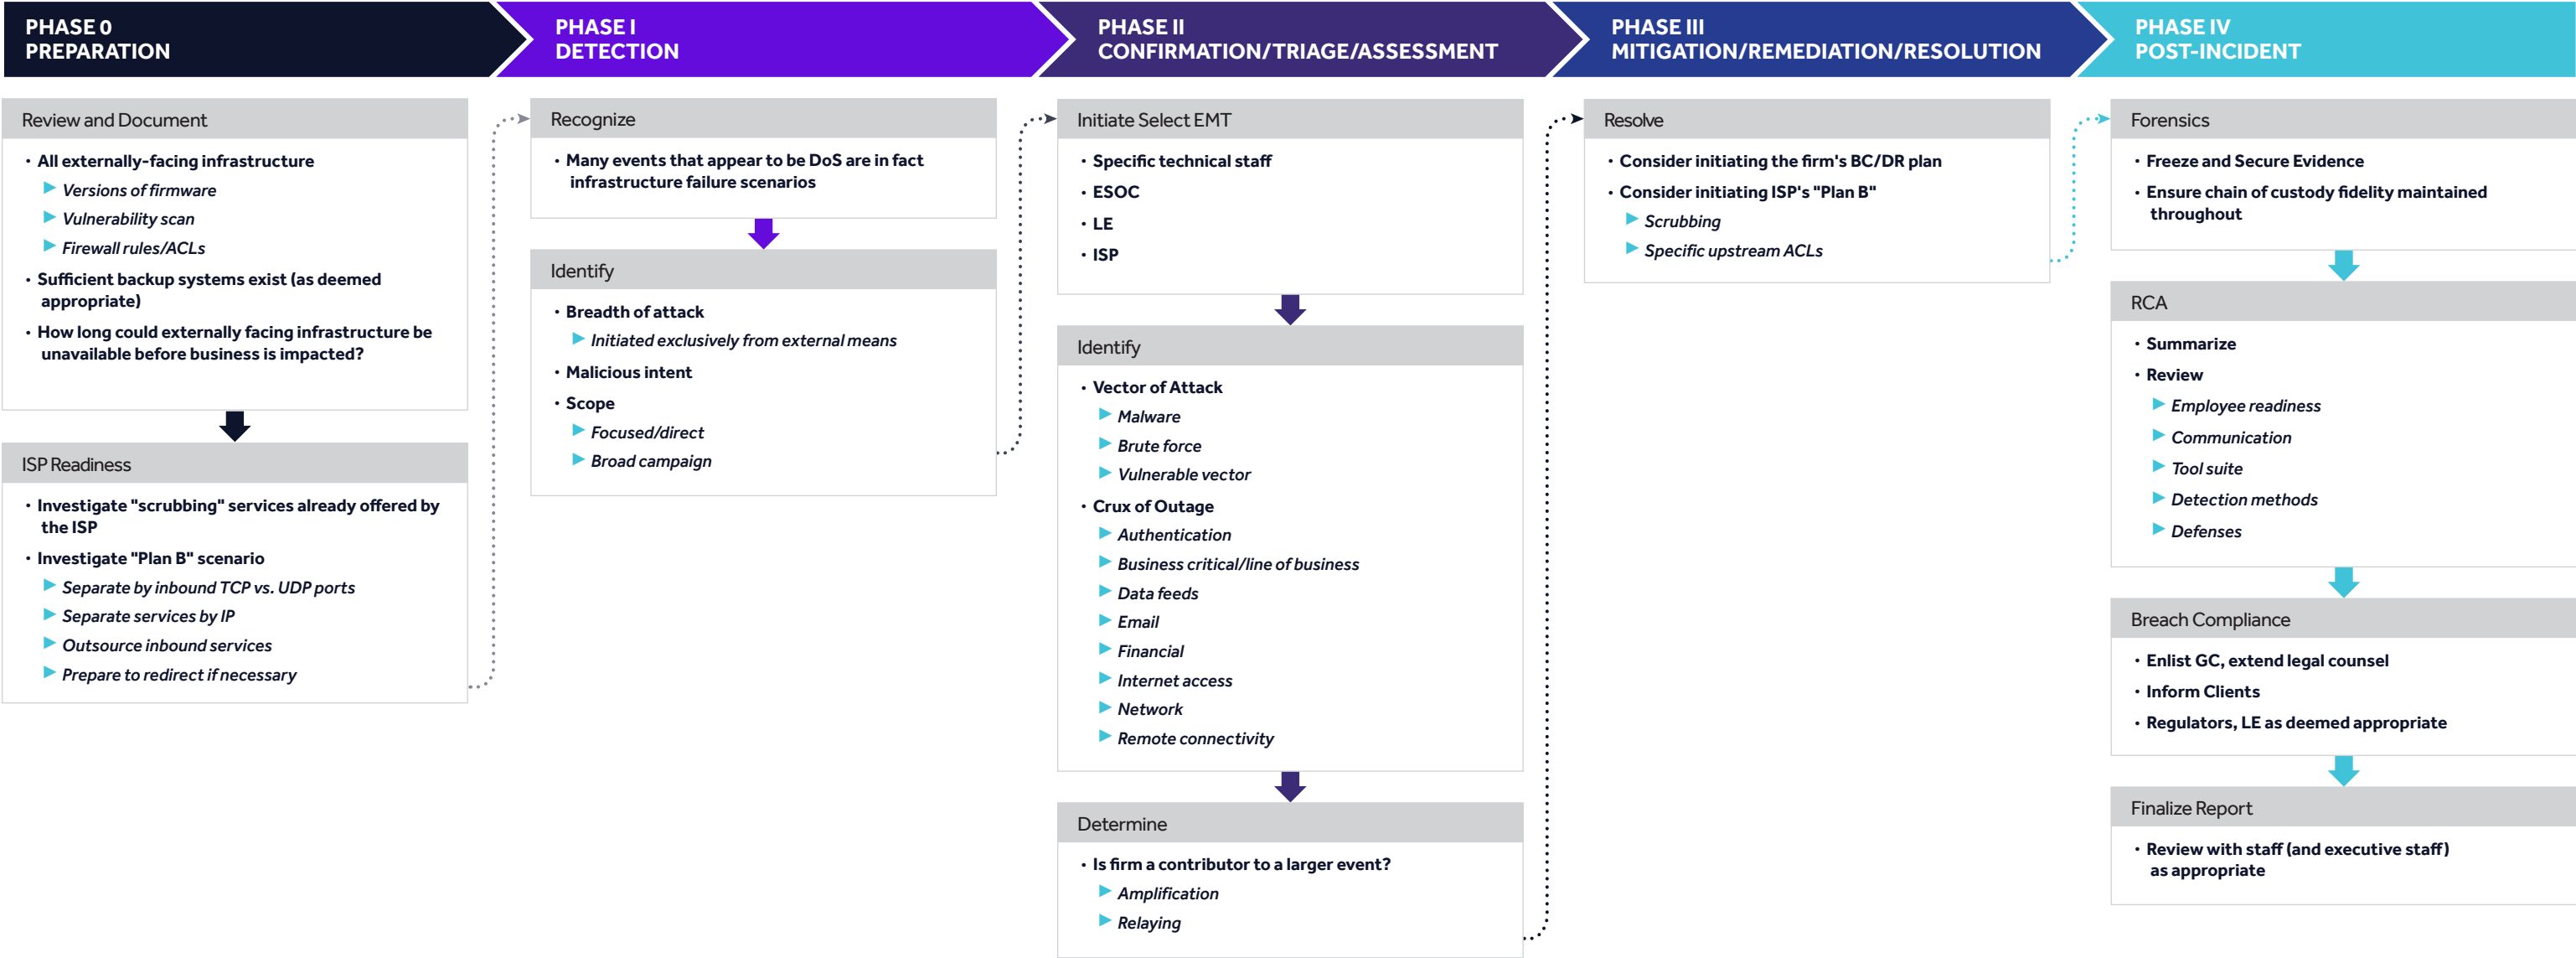 PHASE 0
PREPARATION
PHASE I
DETECTION
PHASE II
CONFIRMATION/TRIAGE/ASSESSMENT
PHASE III
MITIGATION/REMEDIATION/RESOLUTION
PHASE IV
POST-INCIDENT
Review and Document
• All externally-facing infrastructure
Versions of firmware
Vulnerability scan
Firewall rules/ACLs
• Sufficient backup systems exist (as deemed
appropriate)
• How long could externally facing infrastructure be
unavailable before business is impacted?
ISP Readiness
• Investigate "scrubbing" services already offered by
the ISP
• Investigate "Plan B" scenario
Separate by inbound TCP vs. UDP ports
Separate services by IP
Outsource inbound services
Prepare to redirect if necessary
Recognize
• Many events that appear to be DoS are in fact
infrastructure failure scenarios
Identify
• Breadth of attack
Initiated exclusively from external means
• Malicious intent
• Scope
Focused/direct
Broad campaign
Initiate Select EMT
• Specific technical staff
• ESOC
• LE
• ISP
Identify
• Vector of Attack
Malware
Brute force
Vulnerable vector
• Crux of Outage
Authentication
Business critical/line of business
Data feeds
Email
Financial
Internet access
Network
Remote connectivity
Determine
• Is firm a contributor to a larger event?
Amplification
Relaying
Resolve
• Consider initiating the firm's BC/DR plan
• Consider initiating ISP's "Plan B"
Scrubbing
Specific upstream ACLs
Forensics
• Freeze and Secure Evidence
• Ensure chain of custody fidelity maintained
throughout
RCA
• Summarize
• Review
Employee readiness
Communication
Tool suite
Detection methods
Defenses
Breach Compliance
• Enlist GC, extend legal counsel
• Inform Clients
• Regulators, LE as deemed appropriate
Finalize Report
• Review with staff (and executive staff)
as appropriate